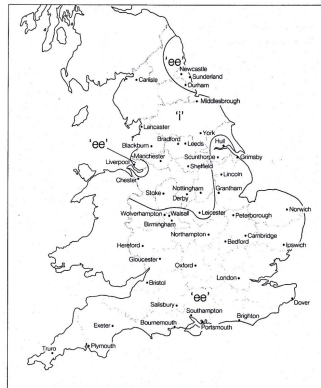 'ee'
Newcastle
Sunderland
Carlisle
Durham
Middlesbrough
'i'
Lancaster
York
'ee'
Bradford
Leeds
Hull
Blackburn
Manchester
Scunthorpe
Grimsby
Liverpool
Sheffield
Chester
Lincoln
Stoke
Nottingham
Grantham
Derby
Norwich
Wolverhampton
Walsall
Leicester
Peterborough
Birmingham
Northampton
Cambridge
Hereford
Bedford
Ipswich
Gloucester
Oxford
London
Bristol
'ee'
Salisbury
Southampton
Dover
Exeter
Bournemouth
Brighton
Portsmouth
Truro
Plymouth